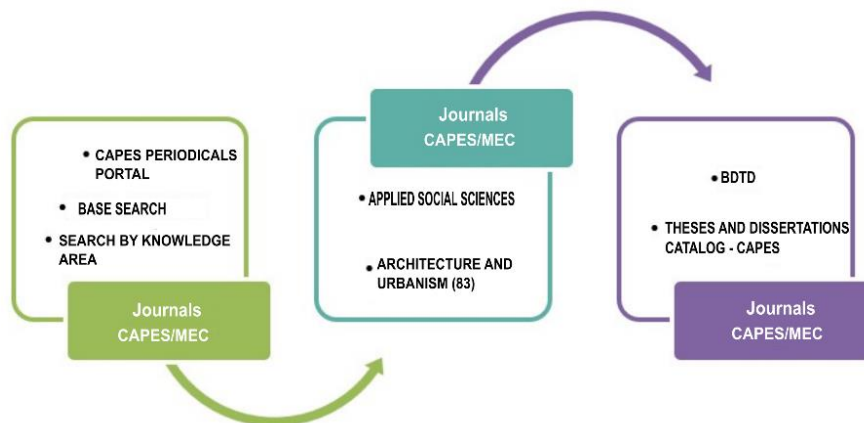 • CAPES PERIODICALS
PORTAL
• BASE SEARCH
• SEARCH BY KNOWLEDGE
AREA
Journals
CAPES/MEC
Journals
CAPES/MEC
• APPLIED SOCIAL SCIENCES
• ARCHITECTURE AND
URBANISM (83)
• BDTD
• THESES AND DISSERTATIONS
CATALOG - CAPES
Journals
CAPES/MEC